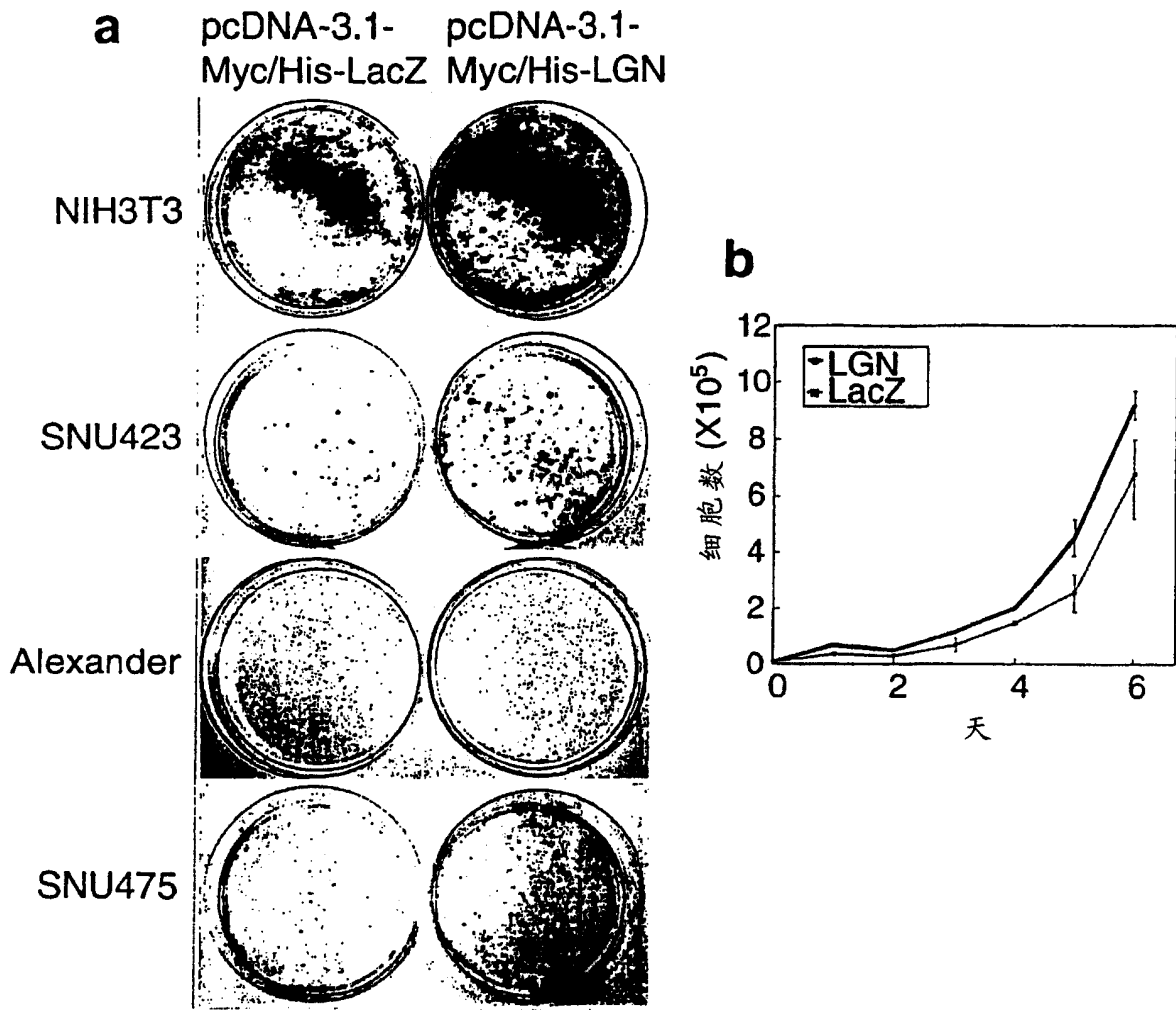 a
pcDNA-3.1-
Myc/His-LacZ
pcDNA-3.1-
Myc/His-LGN
NIH3T3
SNU423
Alexander
SNU475
b
12
10
8
6
4
2
0
细胞数 (X10⁵)
LGN
LacZ
0 2 4 6
天